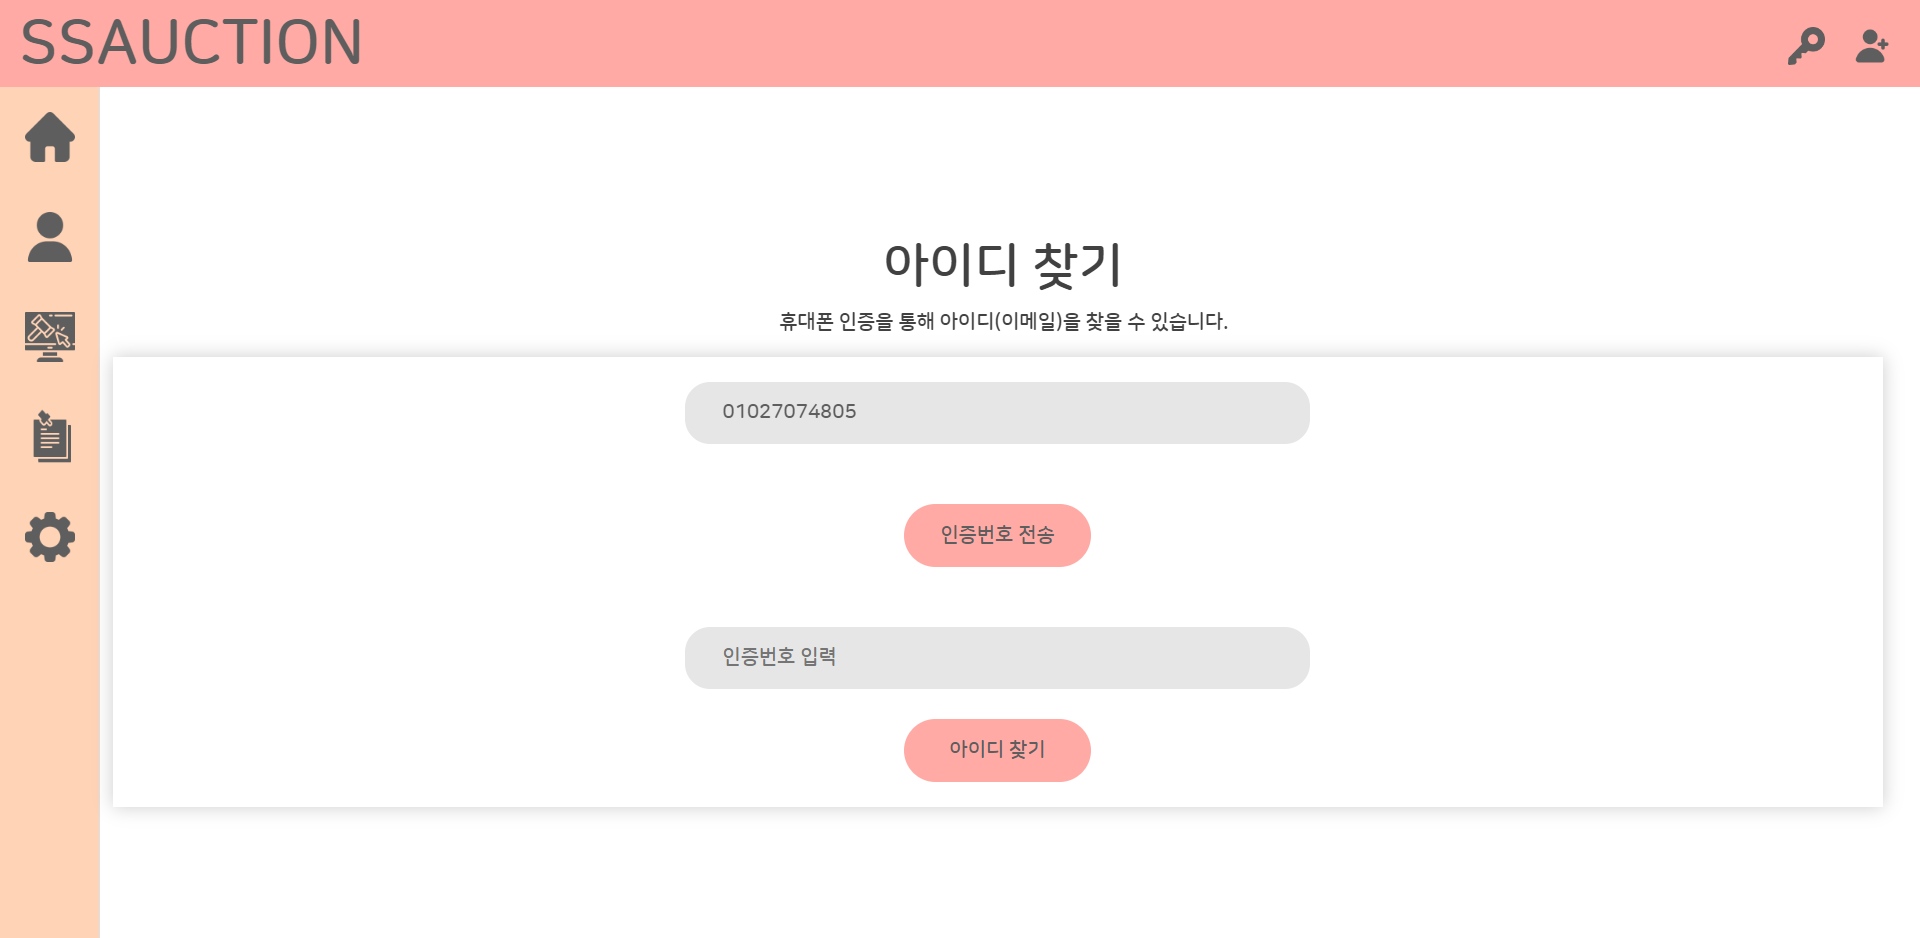 SSAUCTION
아이디 찾기
휴대폰 인증을 통해 아이디(이메일)을 찾을 수 있습니다.
01027074805
인증번호 전송
인증번호 입력
아이디 찾기